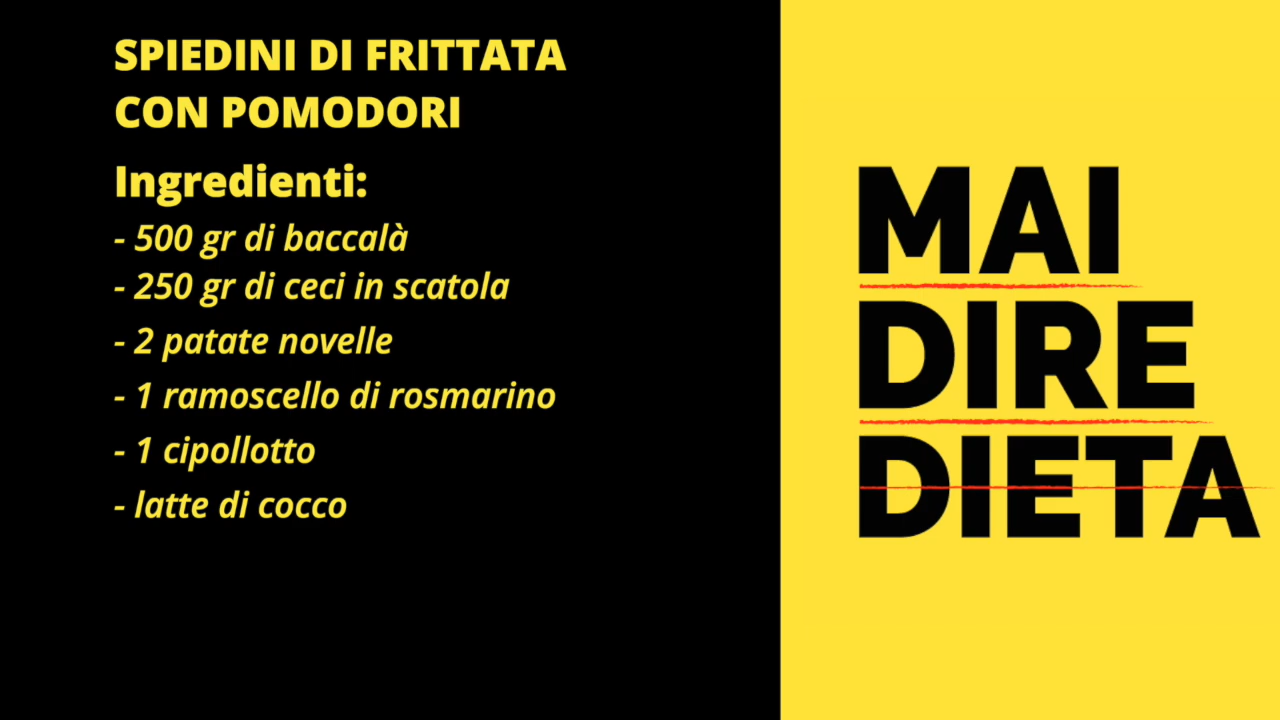 SPIEDINI DI FRITTATA
CON POMODORI
Ingredienti:
- 500 gr di baccalà
- 250 gr di ceci in scatola
- 2 patate novelle
- 1 ramoscello di rosmarino
- 1 cipollotto
- latte di cocco
MAI
DIRE
DIETA